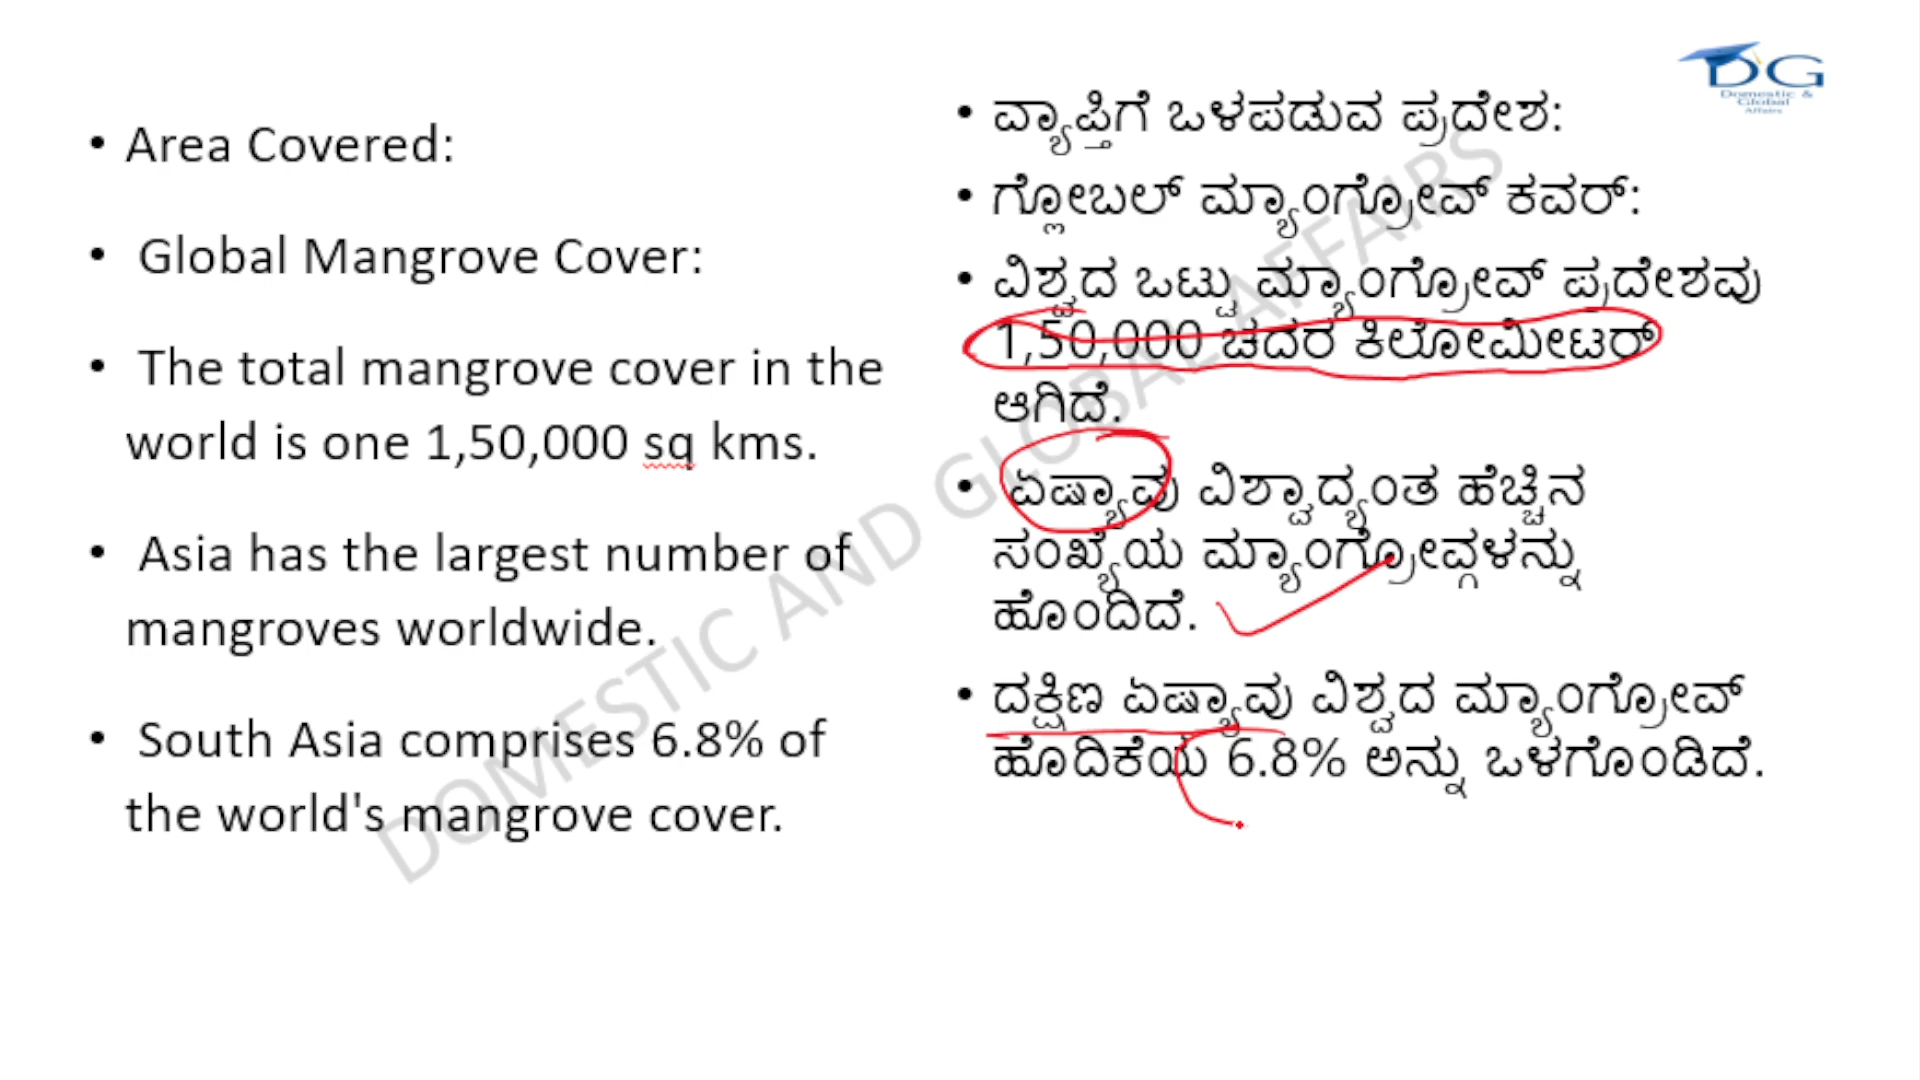 • Area Covered:
• Global Mangrove Cover:
• The total mangrove cover in the
world is one 1,50,000 sq kms.
• Asia has the largest number of
mangroves worldwide.
• South Asia comprises 6.8% of
the world's mangrove cover.
• ವ್ಯಾಪ್ತಿಗೆ ಒಳಪಡುವ ಪ್ರದೇಶ:
• ಗ್ಲೋಬಲ್ ಮ್ಯಾಂಗ್ರೋವ್ ಕವರ್:
• ವಿಶ್ವದ ಒಟ್ಟು ಮ್ಯಾಂಗ್ರೋವ್ ಪ್ರದೇಶವು
1,50,000 ಚದರ ಕಿಲೋಮೀಟರ್
ಆಗಿದೆ.
• ಏಷ್ಯಾವು ವಿಶ್ವಾದ್ಯಂತ ಹೆಚ್ಚಿನ
ಸಂಖ್ಯೆಯ ಮ್ಯಾಂಗ್ರೋವ್ಗಳನ್ನು
ಹೊಂದಿದೆ.
• ದಕ್ಷಿಣ ಏಷ್ಯಾವು ವಿಶ್ವದ ಮ್ಯಾಂಗ್ರೋವ್
ಹೊದಿಕೆಯ 6.8% ಅನ್ನು ಒಳಗೊಂಡಿದೆ.
DG
Domestic &
Global
Affairs
DOMESTIC AND GLOBAL AFFAIRS